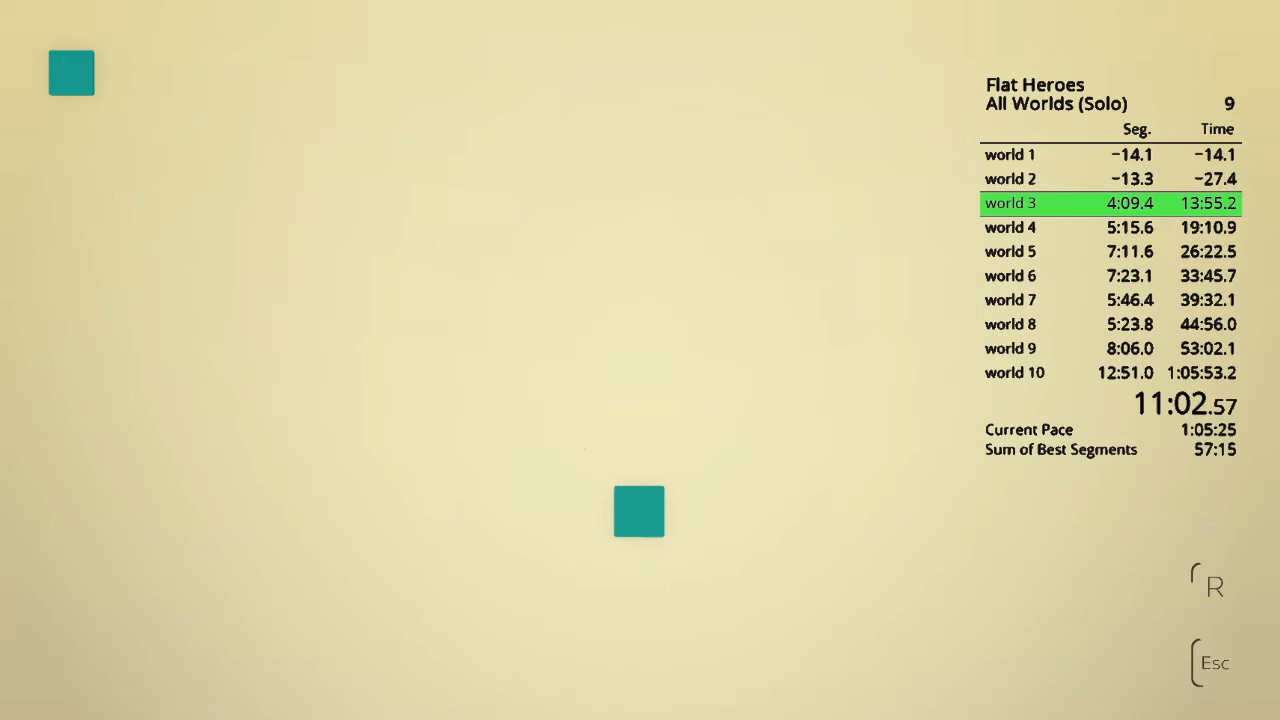 Flat Heroes
All Worlds (Solo) 9
Seg. Time
world 1 −14.1 −14.1
world 2 −13.3 −27.4
world 3 4:09.4 13:55.2
world 4 5:15.6 19:10.9
world 5 7:11.6 26:22.5
world 6 7:23.1 33:45.7
world 7 5:46.4 39:32.1
world 8 5:23.8 44:56.0
world 9 8:06.0 53:02.1
world 10 12:51.0 1:05:53.2
11:02.57
Current Pace 1:05:25
Sum of Best Segments 57:15
R
Esc